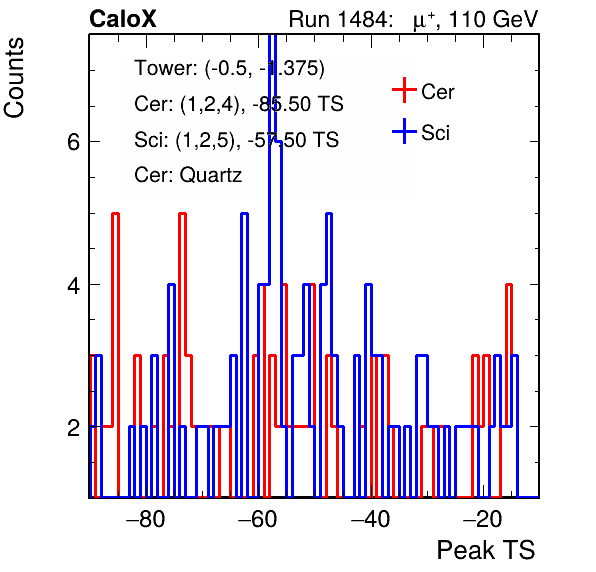 CaloX Run 1484: μ⁺, 110 GeV
Counts
Tower: (-0.5, -1.375)
Cer: (1,2,4), -85.50 TS
Sci: (1,2,5), -57.50 TS
Cer: Quartz
Cer
Sci
6
4
2
−80 −60 −40 −20
Peak TS